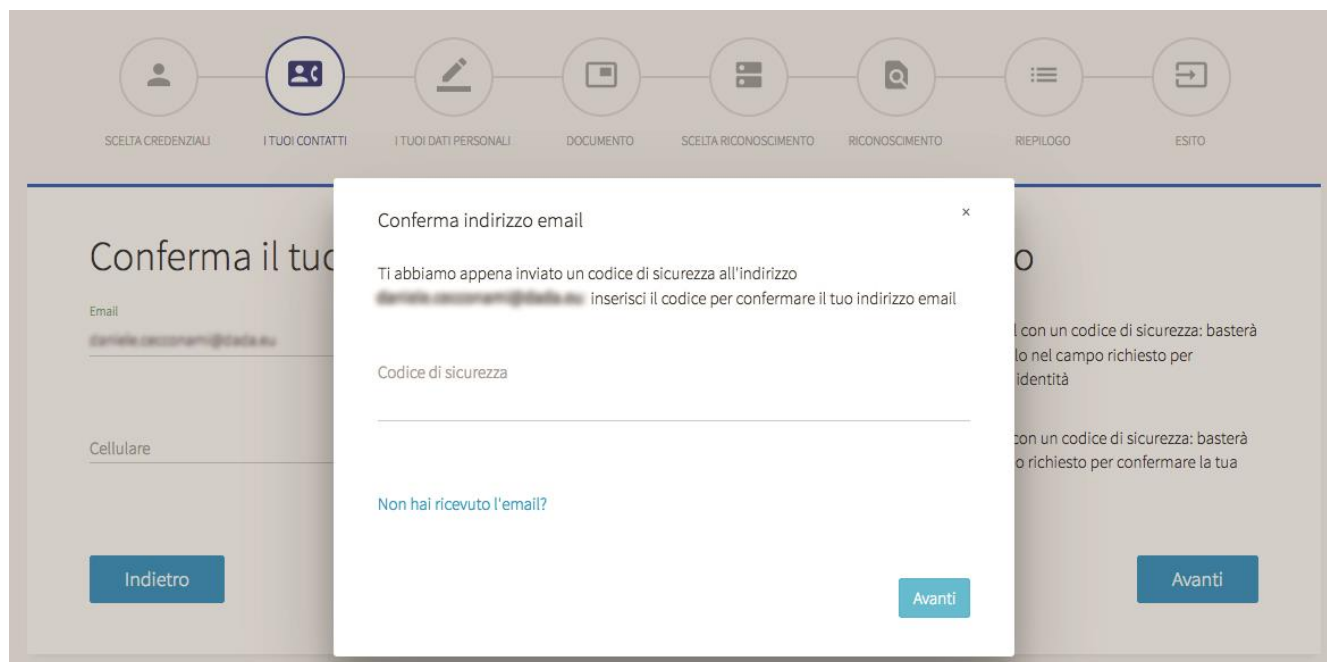 SCELTA CREDENZIALI
I TUOI CONTATTI
I TUOI DATI PERSONALI
DOCUMENTO
SCELTA RICONOSCIMENTO
RICONOSCIMENTO
RIEPILOGO
ESITO
Conferma il tuo
o
Email
Cellulare
Indietro
Conferma indirizzo email
×
Ti abbiamo appena inviato un codice di sicurezza all'indirizzo
inserisci il codice per confermare il tuo indirizzo email
Codice di sicurezza
Non hai ricevuto l'email?
Avanti
con un codice di sicurezza: basterà
lo nel campo richiesto per
identità
con un codice di sicurezza: basterà
o richiesto per confermare la tua
Avanti